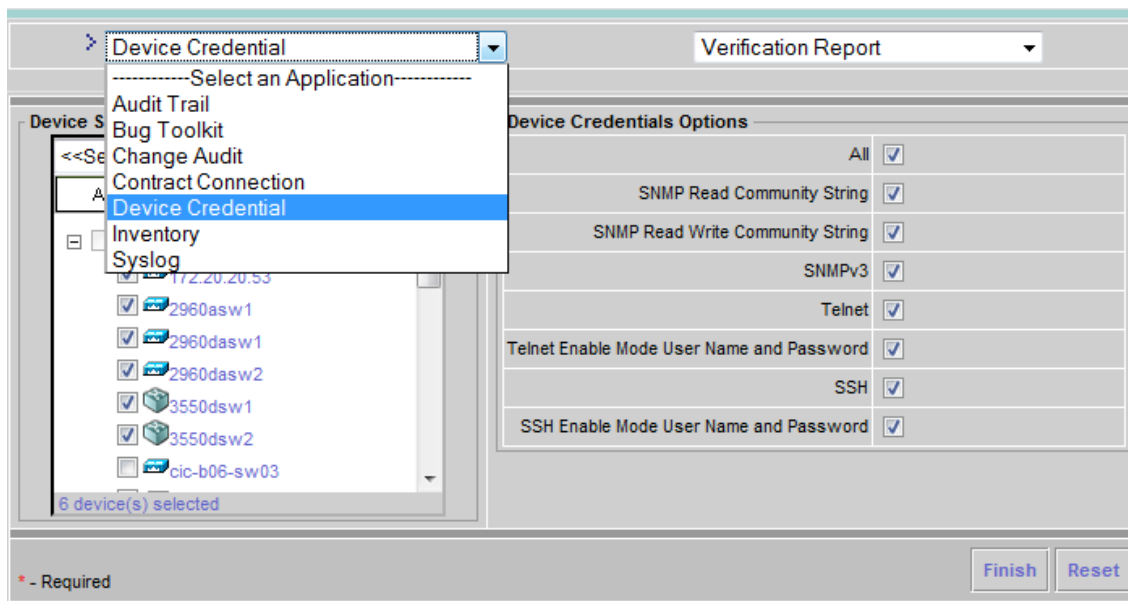 Device Credential
Verification Report
------------Select an Application------------
Audit Trail
Bug Toolkit
Change Audit
Contract Connection
Device Credential
Inventory
Syslog
Device S
<<Se
A
172.20.20.53
2960asw1
2960dasw1
2960dasw2
3550dsw1
3550dsw2
cic-b06-sw03
6 device(s) selected
Device Credentials Options
All
SNMP Read Community String
SNMP Read Write Community String
SNMPv3
Telnet
Telnet Enable Mode User Name and Password
SSH
SSH Enable Mode User Name and Password
* - Required
Finish
Reset